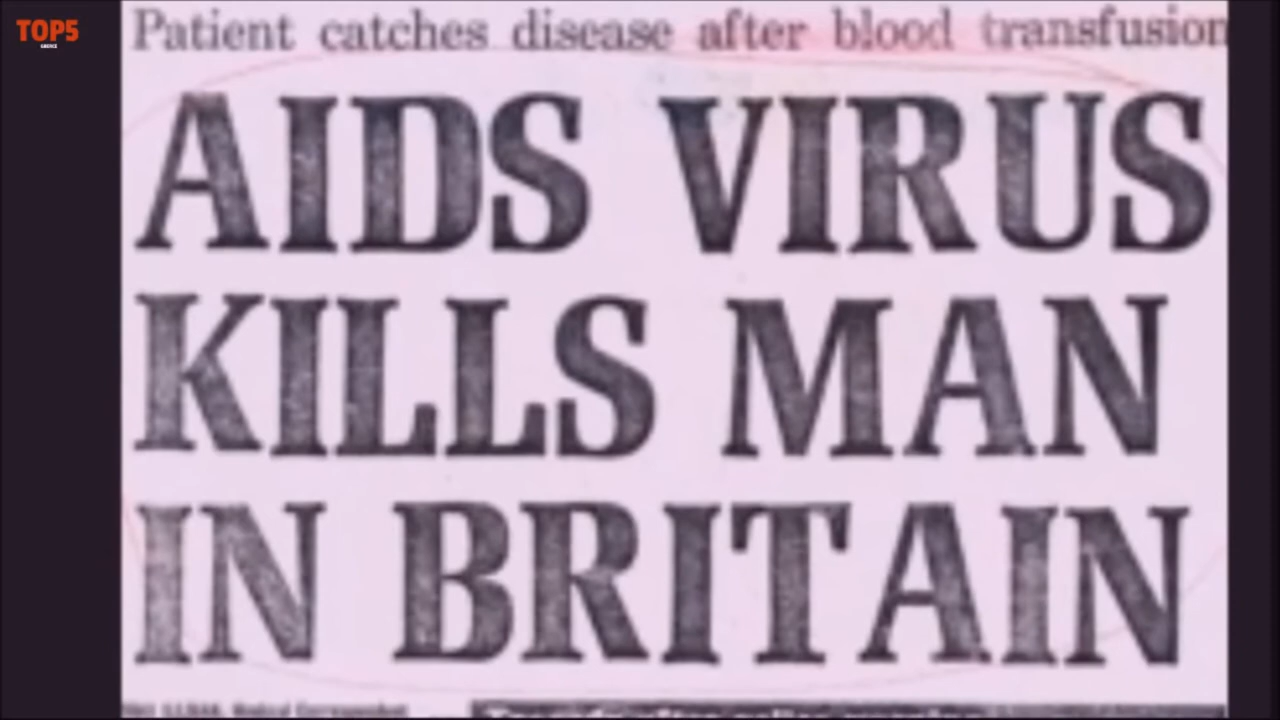 TOP5
Patient catches disease after blood transfusion
AIDS VIRUS
KILLS MAN
IN BRITAIN